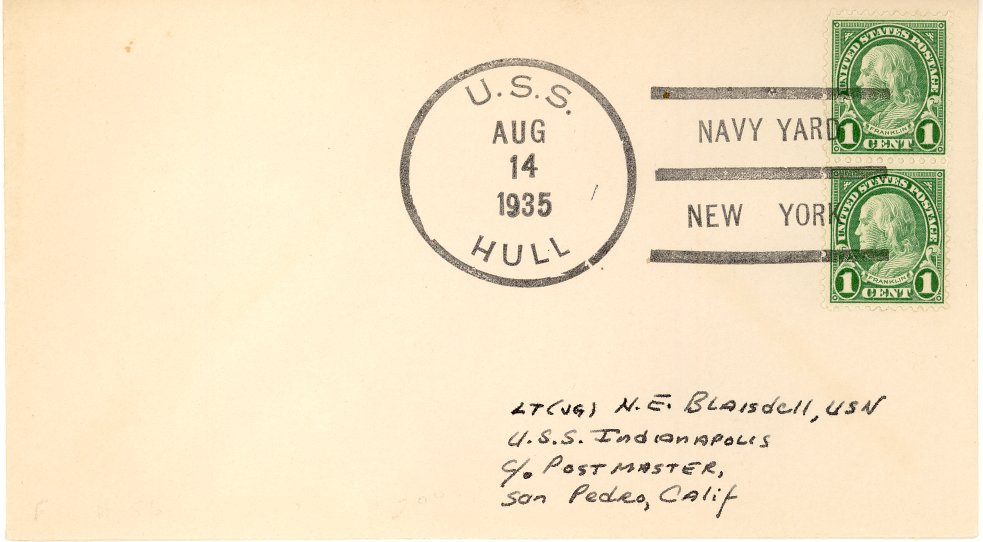 U.S.S.
AUG
14
1935
HULL
NAVY YARD
NEW YORK
UNITED STATES POSTAGE
FRANKLIN
1 CENT 1
UNITED STATES POSTAGE
FRANKLIN
1 CENT 1
LT(JG) N.E. BLAisdell, USN
U.S.S. IndiANAPOLIS
c/o POSTMASTER,
San Pedro, CALif